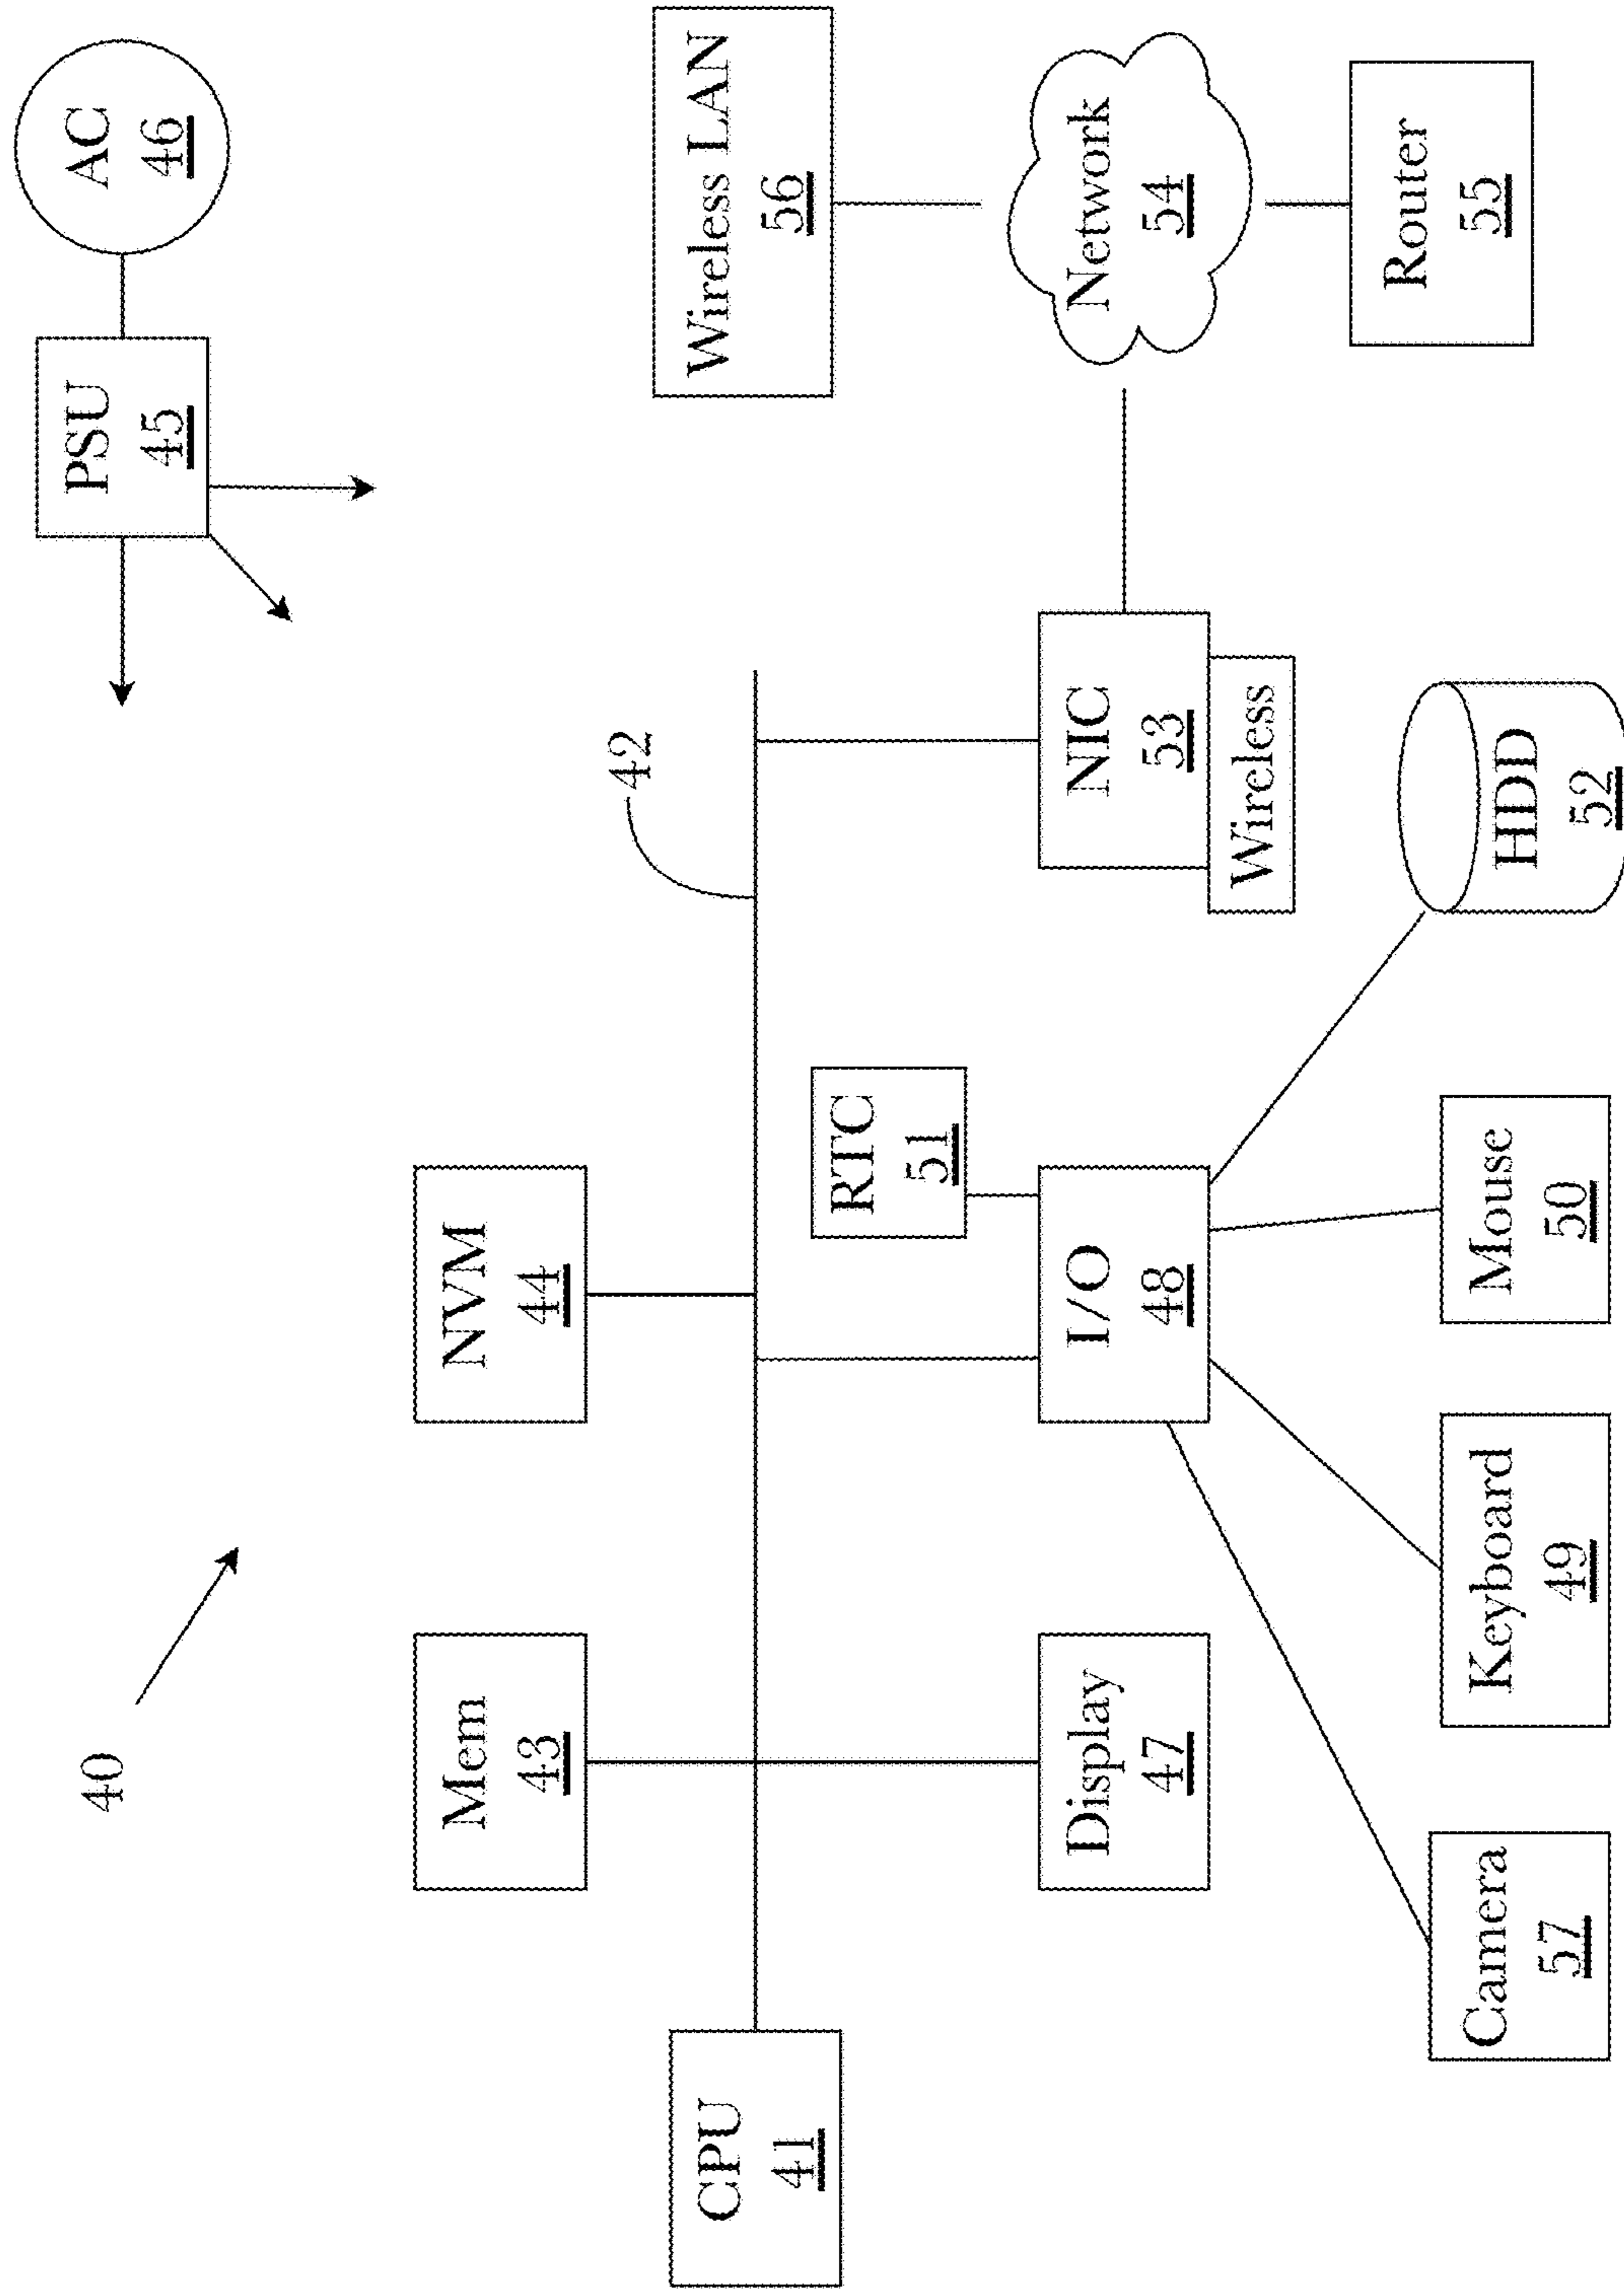 40
Mem
43
NVM
44
PSU
45
AC
46
42
CPU
41
Display
47
RTC
51
I/O
48
NIC
53
Wireless
Wireless LAN
56
Network
54
Router
55
Camera
57
Keyboard
49
Mouse
50
HDD
52